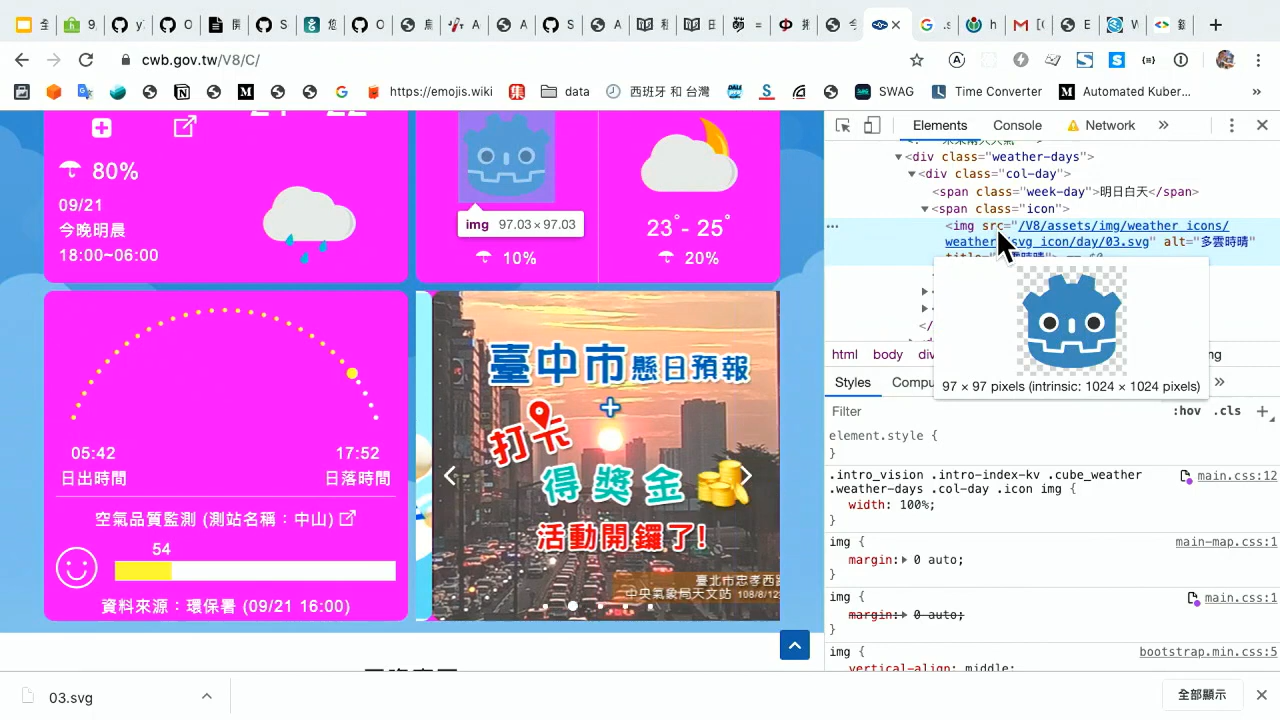 cwb.gov.tw/V8/C/
https://emojis.wiki
data
西班牙 和 台灣
SWAG
Time Converter
Automated Kuber...
80%
09/21
今晚明晨
18:00~06:00
img 97.03 × 97.03
10%
23° - 25°
20%
05:42
日出時間
17:52
日落時間
空氣品質監測 (測站名稱：中山)
54
資料來源：環保署 (09/21 16:00)
臺中市懸日預報
+
打卡
得獎金
活動開鑼了!
臺北市忠孝西路
中央氣象局天文站 108/8/12
Elements
Console
Network
<div class="weather-days">
<div class="col-day">
<span class="week-day">明日白天</span>
<span class="icon">
<img src="/V8/assets/img/weather_icons/
weather_svg_icon/day/03.svg" alt="多雲時晴"
97 × 97 pixels (intrinsic: 1024 × 1024 pixels)
html
body
Styles
Filter
:hov
.cls
element.style {
}
.intro_vision .intro-index-kv .cube_weather
.weather-days .col-day .icon img {
main.css:12
width: 100%;
}
img {
main-map.css:1
margin: 0 auto;
}
img {
main.css:1
margin: 0 auto;
}
img {
bootstrap.min.css:5
vertical-align: middle;
03.svg
全部顯示